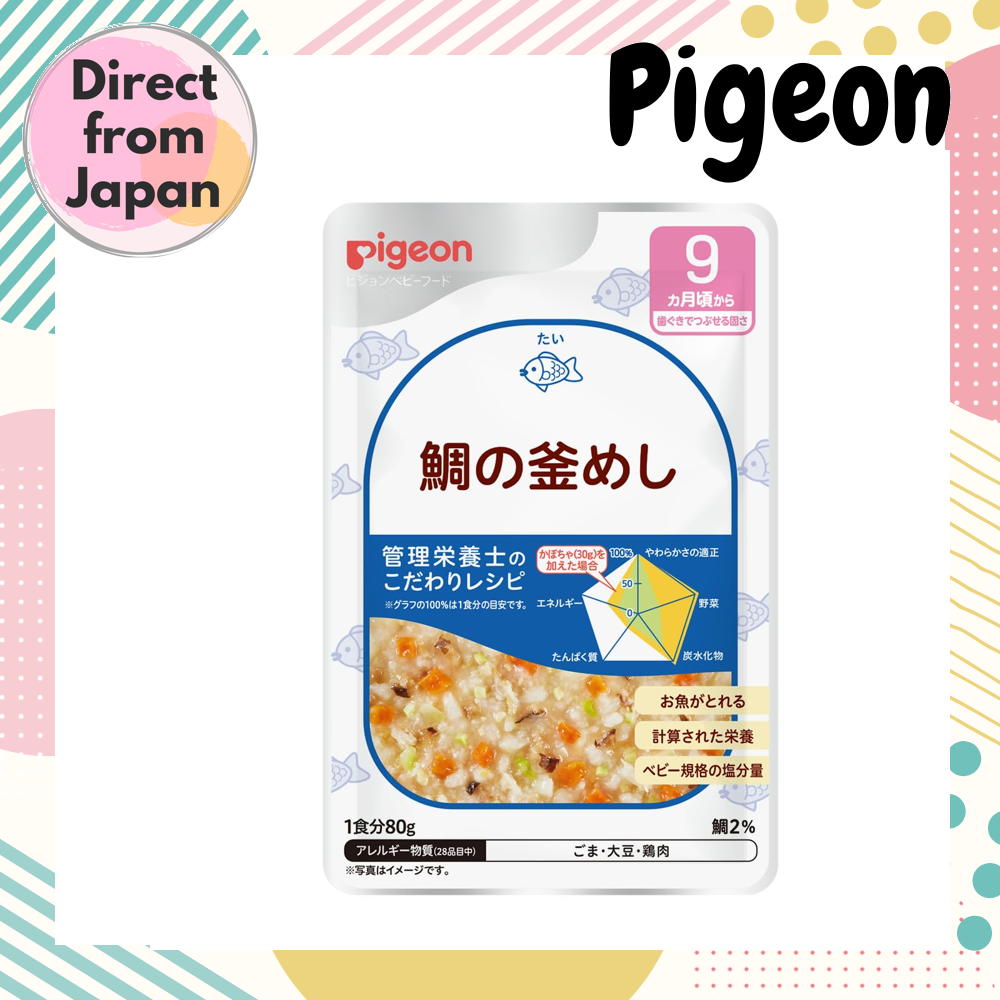 Direct
from
Japan
Pigeon
pigeon
ピジョンベビーフード
9
カ月頃から
歯ぐきでつぶせる固さ
たい
鯛の釜めし
管理栄養士の
こだわりレシピ
※グラフの100%は1食分の目安です。
かぼちゃ(30g)を
加えた場合
100%
50
0
やわらかさの適正
野菜
炭水化物
たんぱく質
エネルギー
お魚がとれる
計算された栄養
ベビー規格の塩分量
1食分80g
鯛2%
アレルギー物質(28品目中)
ごま・大豆・鶏肉
※写真はイメージです。